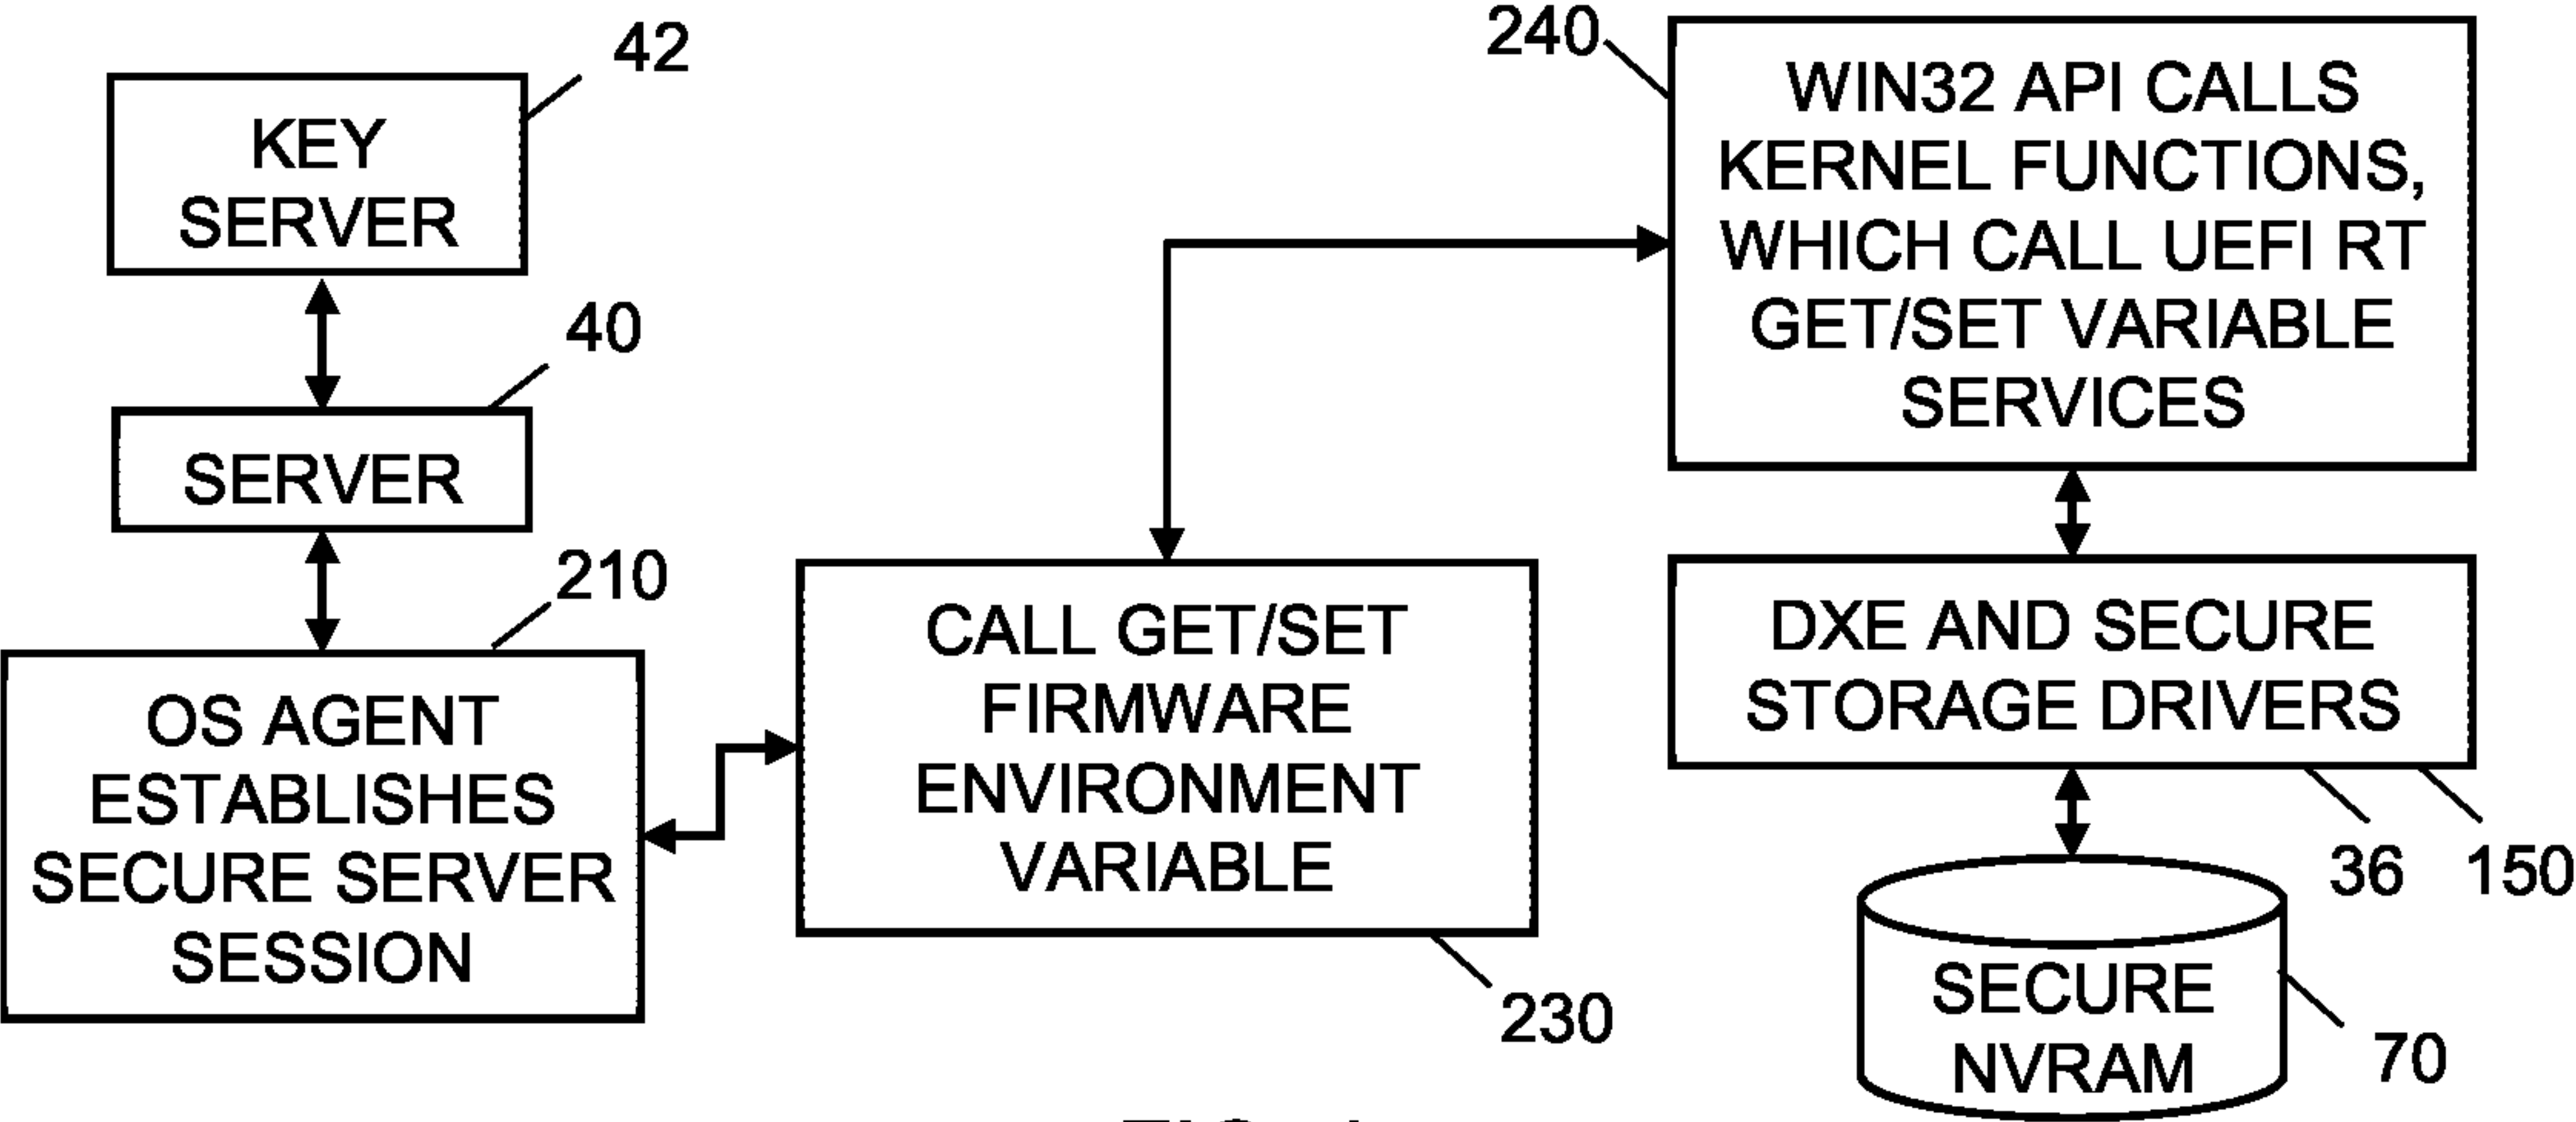 42
KEY
SERVER
40
SERVER
210
OS AGENT
ESTABLISHES
SECURE SERVER
SESSION
CALL GET/SET
FIRMWARE
ENVIRONMENT
VARIABLE
230
240
WIN32 API CALLS
KERNEL FUNCTIONS,
WHICH CALL UEFI RT
GET/SET VARIABLE
SERVICES
DXE AND SECURE
STORAGE DRIVERS
36 150
SECURE
NVRAM
70